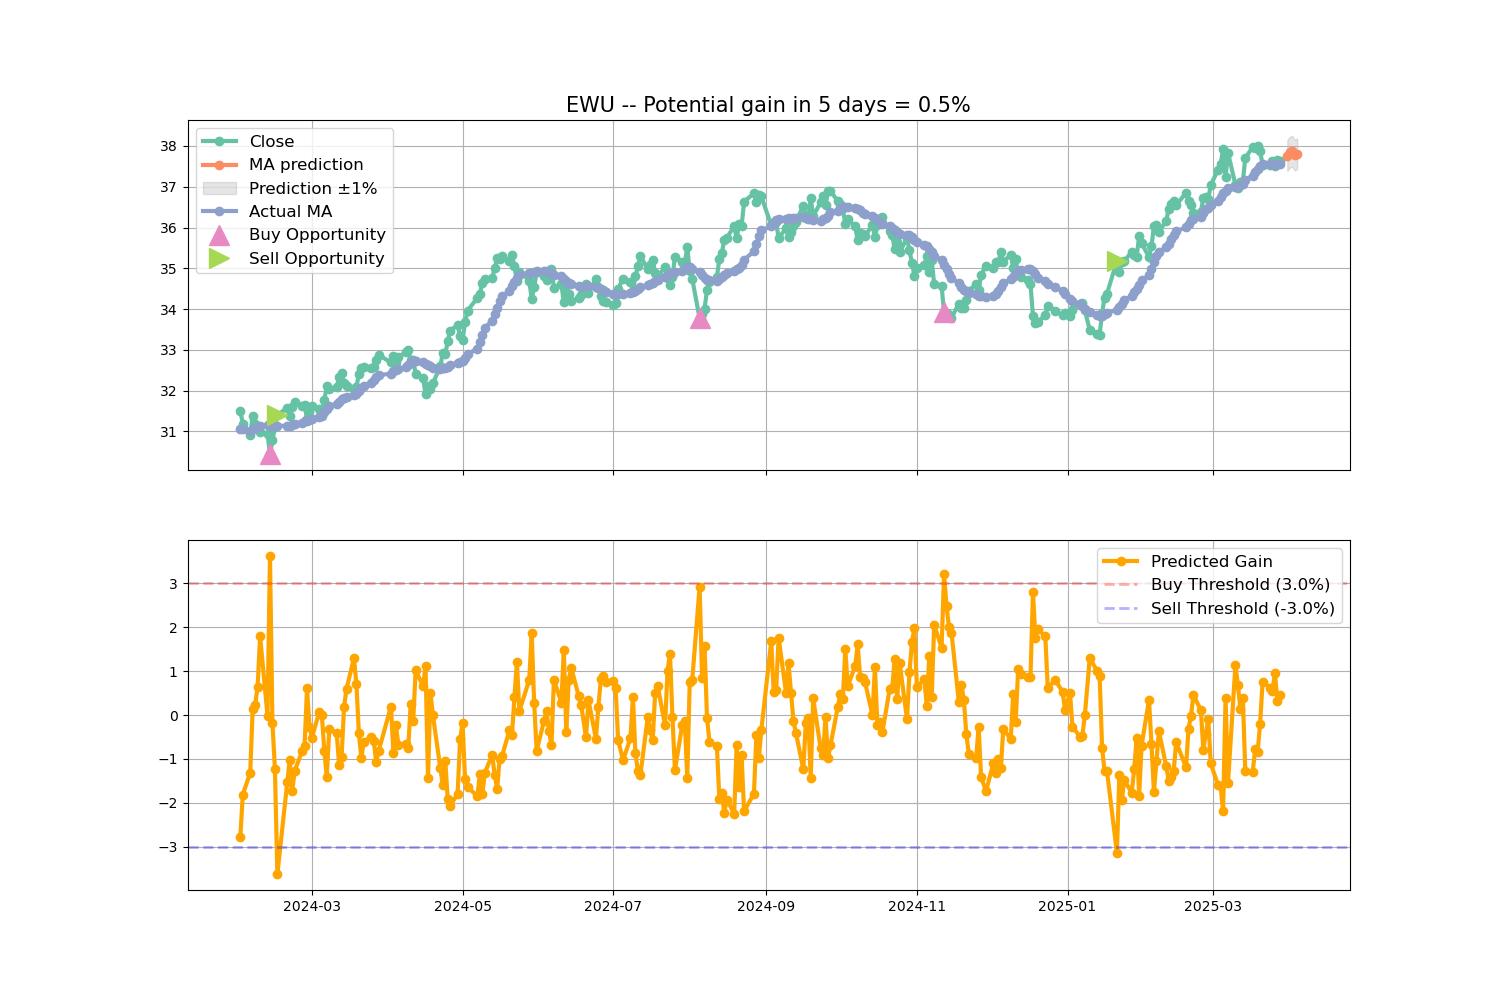 EWU -- Potential gain in 5 days = 0.5%
38
37
36
35
34
33
32
31
Close
MA prediction
Prediction ±1%
Actual MA
Buy Opportunity
Sell Opportunity
3
2
1
0
−1
−2
−3
Predicted Gain
Buy Threshold (3.0%)
Sell Threshold (-3.0%)
2024-03
2024-05
2024-07
2024-09
2024-11
2025-01
2025-03